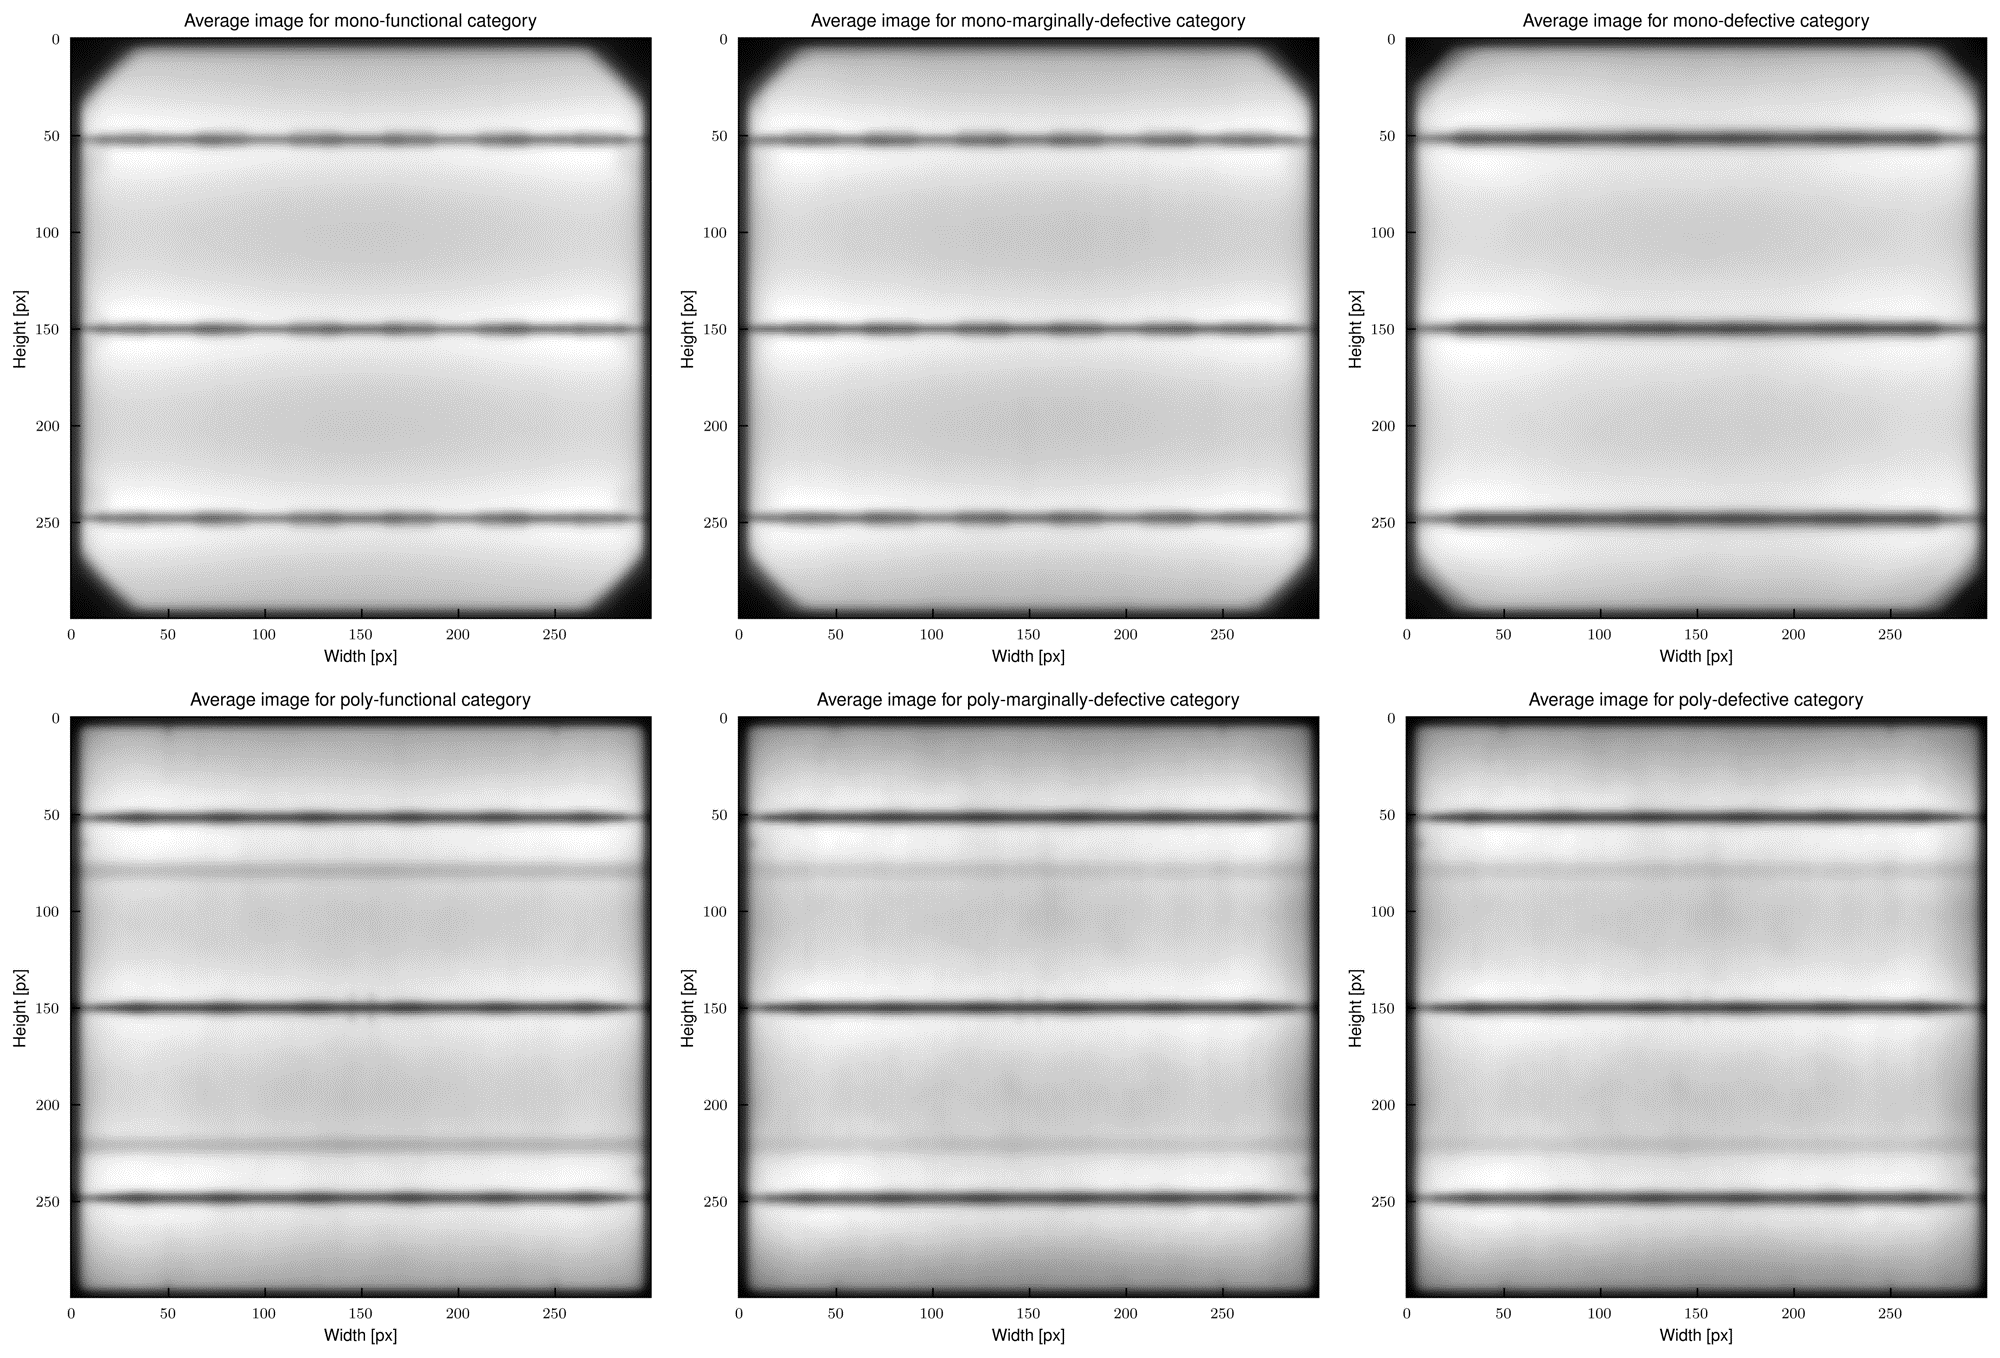 Average image for mono-functional category
0
50
100
150
200
250
Height [px]
0 50 100 150 200 250
Width [px]
Average image for mono-marginally-defective category
0
50
100
150
200
250
Height [px]
0 50 100 150 200 250
Width [px]
Average image for mono-defective category
0
50
100
150
200
250
Height [px]
0 50 100 150 200 250
Width [px]
Average image for poly-functional category
0
50
100
150
200
250
Height [px]
0 50 100 150 200 250
Width [px]
Average image for poly-marginally-defective category
0
50
100
150
200
250
Height [px]
0 50 100 150 200 250
Width [px]
Average image for poly-defective category
0
50
100
150
200
250
Height [px]
0 50 100 150 200 250
Width [px]